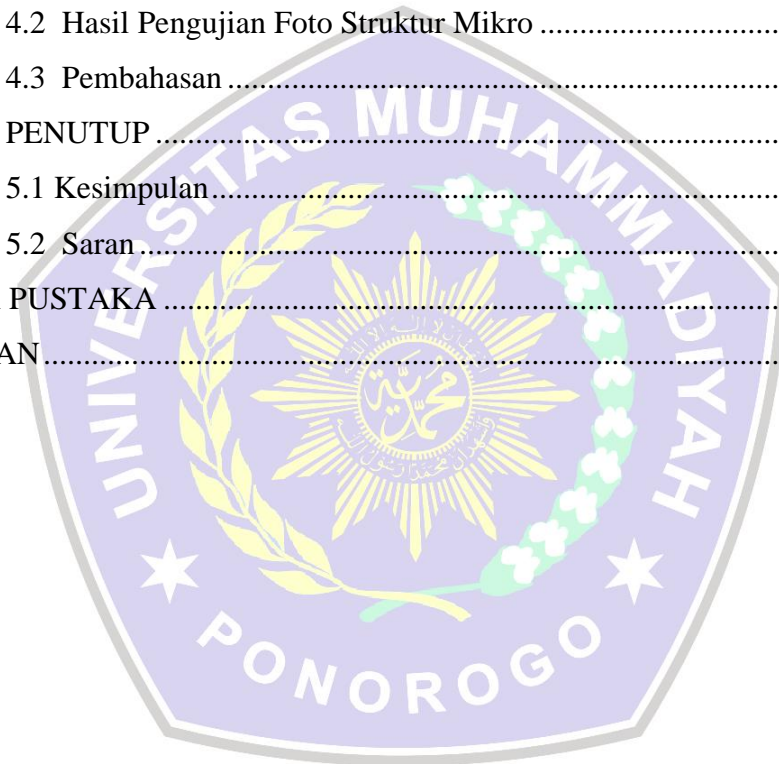 4.2 Hasil Pengujian Foto Struktur Mikro ..............................
4.3 Pembahasan .....................................................................
PENUTUP ..............................................................................
5.1 Kesimpulan .......................................................................
5.2 Saran ................................................................................
PUSTAKA .............................................................................
AN ...........................................................................................
UNIVERSITAS MUHAMMADIYAH
محمدية
PONOROGO